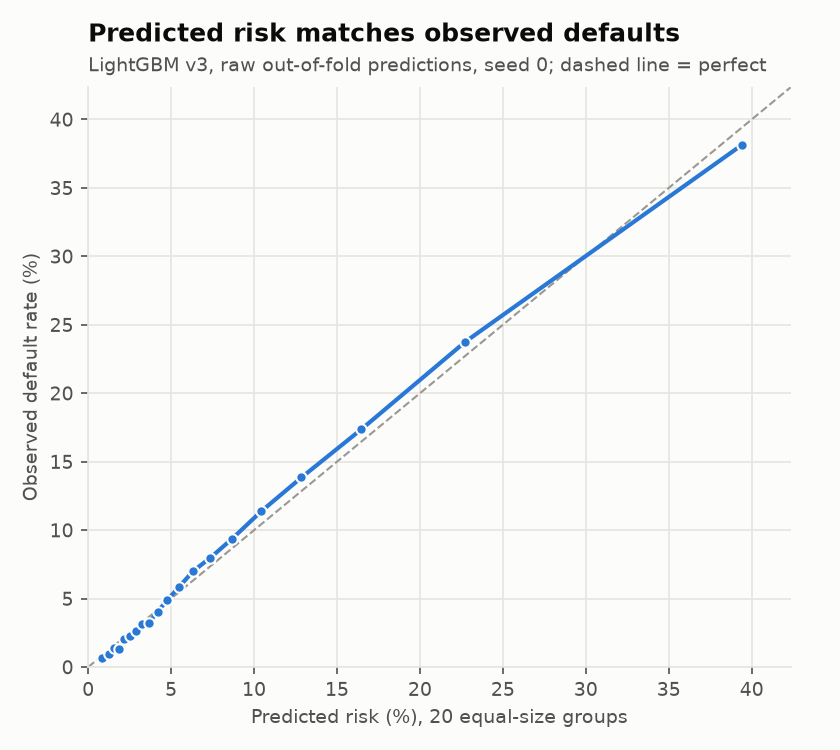 Predicted risk matches observed defaults
LightGBM v3, raw out-of-fold predictions, seed 0; dashed line = perfect
Observed default rate (%)
40
35
30
25
20
15
10
5
0
0 5 10 15 20 25 30 35 40
Predicted risk (%), 20 equal-size groups